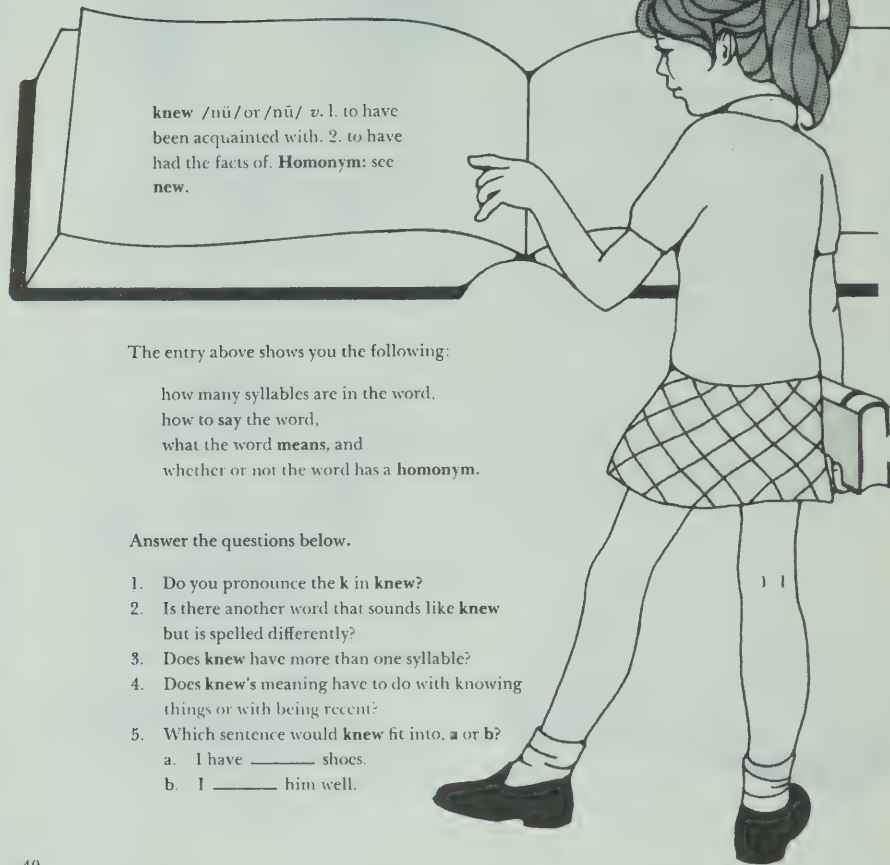 knew /nü/ or /nū/ v. 1. to have
been acquainted with. 2. to have
had the facts of. Homonym: see
new.
The entry above shows you the following:
how many syllables are in the word,
how to say the word,
what the word means, and
whether or not the word has a homonym.
Answer the questions below.
1. Do you pronounce the k in knew?
2. Is there another word that sounds like knew
but is spelled differently?
3. Does knew have more than one syllable?
4. Does knew's meaning have to do with knowing
things or with being recent?
5. Which sentence would knew fit into, a or b?
a. I have ______ shoes.
b. I ______ him well.
40